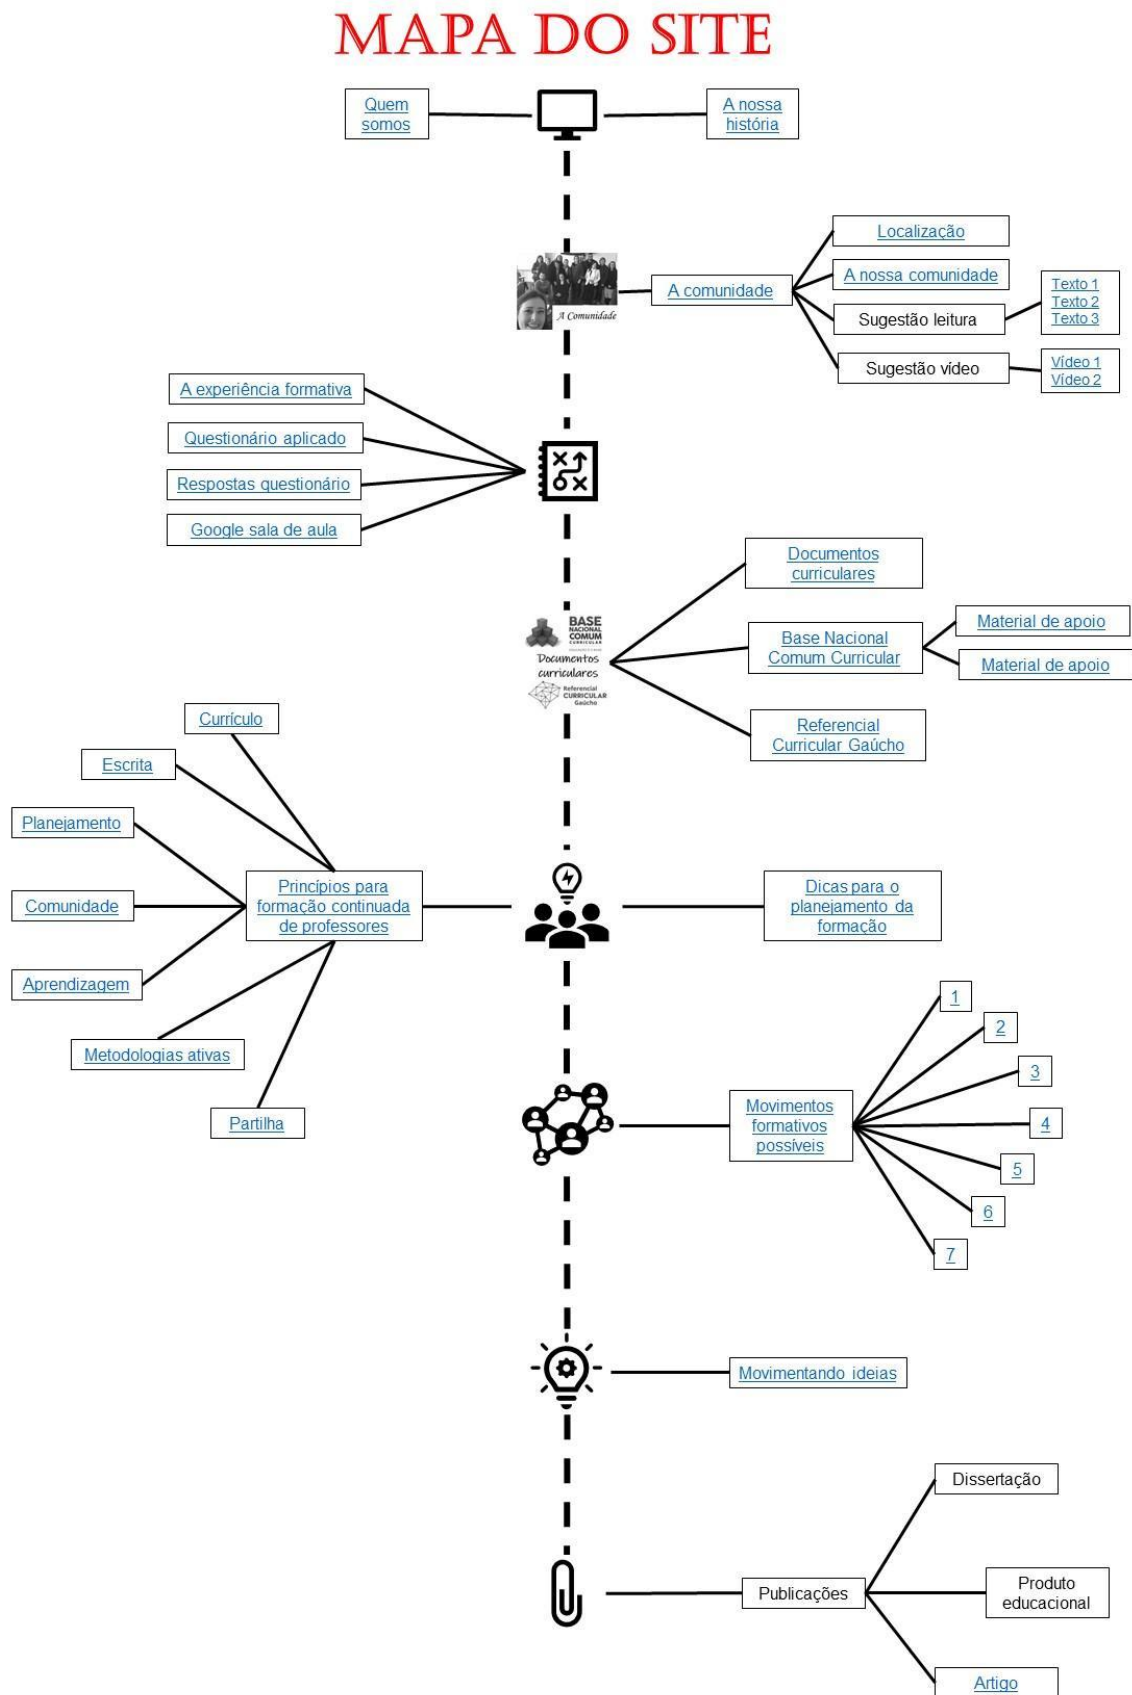 MAPA DO SITE
Quem
somos
A nossa
história
Localização
A comunidade
A nossa comunidade
Sugestão leitura
Texto 1
Texto 2
Texto 3
A Comunidade
Sugestão vídeo
Vídeo 1
Vídeo 2
A experiência formativa
Questionário aplicado
Respostas questionário
Google sala de aula
Documentos
curriculares
BASE
NACIONAL
COMUM
CURRICULAR
Documentos
curriculares
Referencial
CURRICULAR
Gaúcho
Base Nacional
Comum Curricular
Material de apoio
Material de apoio
Referencial
Curricular Gaúcho
Currículo
Escrita
Planejamento
Comunidade
Aprendizagem
Metodologias ativas
Partilha
Princípios para
formação continuada
de professores
Dicas para o
planejamento da
formação
Movimentos
formativos
possíveis
1
2
3
4
5
6
7
Movimentando ideias
Publicações
Dissertação
Produto
educacional
Artigo